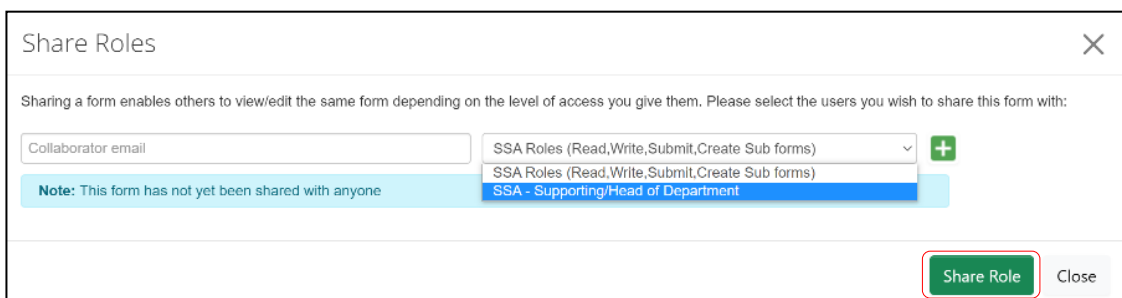 Share Roles
Sharing a form enables others to view/edit the same form depending on the level of access you give them. Please select the users you wish to share this form with:
Collaborator email
SSA Roles (Read,Write,Submit,Create Sub forms)
SSA Roles (Read,Write,Submit,Create Sub forms)
SSA - Supporting/Head of Department
Note: This form has not yet been shared with anyone
Share Role
Close